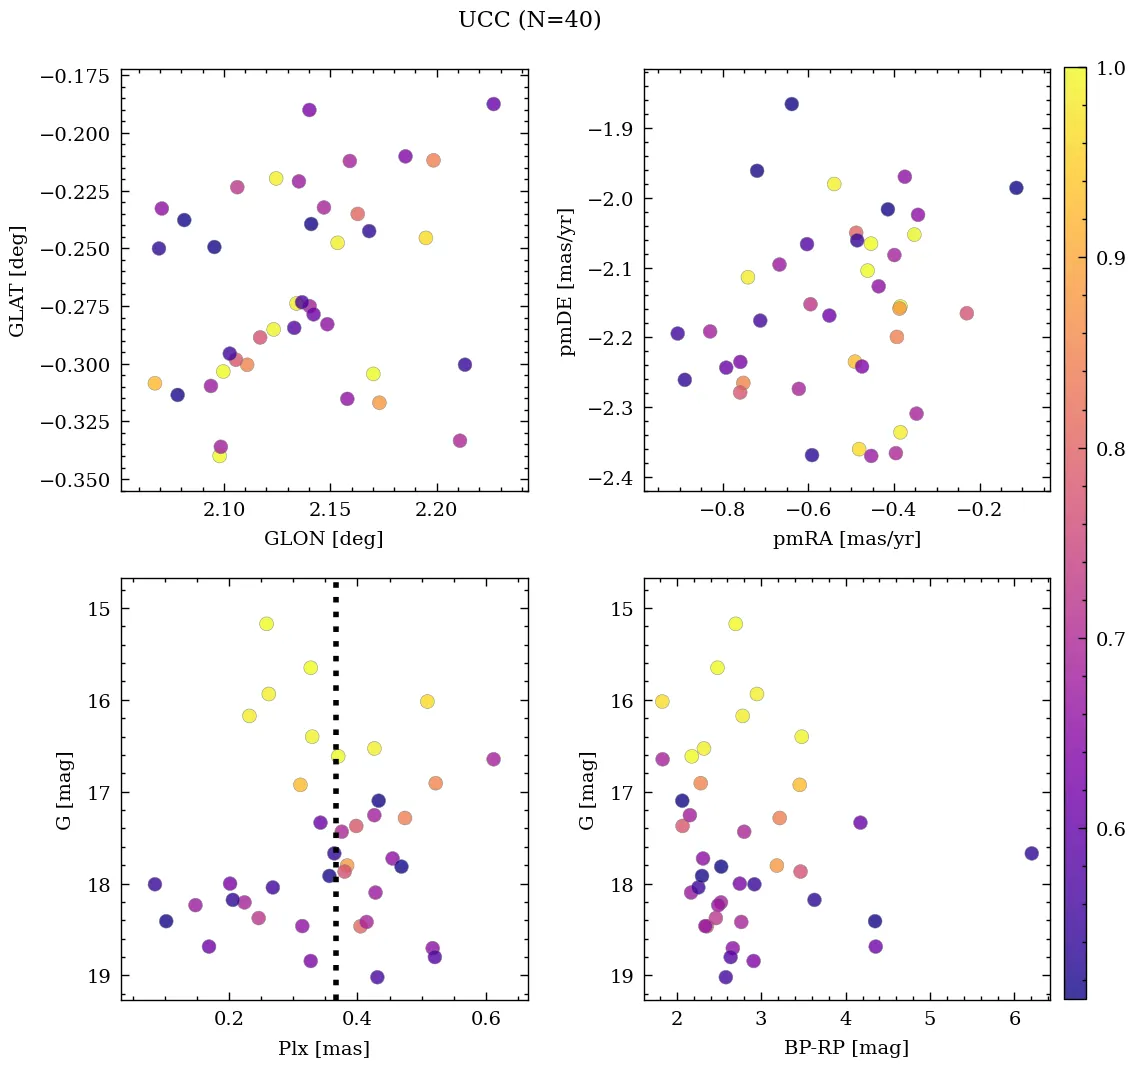 UCC (N=40)
−0.175
−0.200
−0.225
−0.250
−0.275
−0.300
−0.325
−0.350
GLAT [deg]
2.10 2.15 2.20
GLON [deg]
−1.9
−2.0
−2.1
−2.2
−2.3
−2.4
pmDE [mas/yr]
−0.8 −0.6 −0.4 −0.2
pmRA [mas/yr]
15
16
17
18
19
G [mag]
0.2 0.4 0.6
Plx [mas]
15
16
17
18
19
G [mag]
2 3 4 5 6
BP-RP [mag]
1.0
0.9
0.8
0.7
0.6